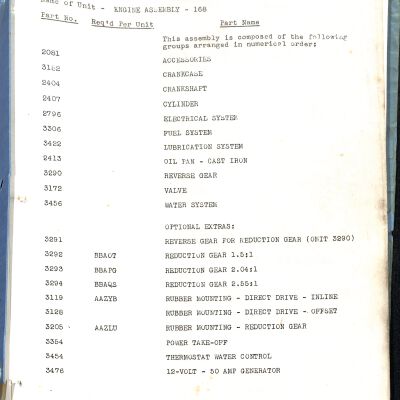 Name of Unit - ENGINE ASSEMBLY - 168
Part No. Req'd Per Unit Part Name
This assembly is composed of the following
groups arranged in numerical order:
2081 ACCESSORIES
3182 CRANKCASE
2404 CRANKSHAFT
2407 CYLINDER
2796 ELECTRICAL SYSTEM
3306 FUEL SYSTEM
3422 LUBRICATION SYSTEM
2413 OIL PAN - CAST IRON
3290 REVERSE GEAR
3172 VALVE
3456 WATER SYSTEM
OPTIONAL EXTRAS:
3291 REVERSE GEAR FOR REDUCTION GEAR (OMIT 3290)
3292 BBAOT REDUCTION GEAR 1.5:1
3293 BBAPG REDUCTION GEAR 2.04:1
3294 BBAQS REDUCTION GEAR 2.55:1
3119 AAZYB RUBBER MOUNTING - DIRECT DRIVE - INLINE
3128 RUBBER MOUNTING - DIRECT DRIVE - OFFSET
3205 AAZLU RUBBER MOUNTING - REDUCTION GEAR
3354 POWER TAKE-OFF
3454 THERMOSTAT WATER CONTROL
3476 12-VOLT - 50 AMP GENERATOR